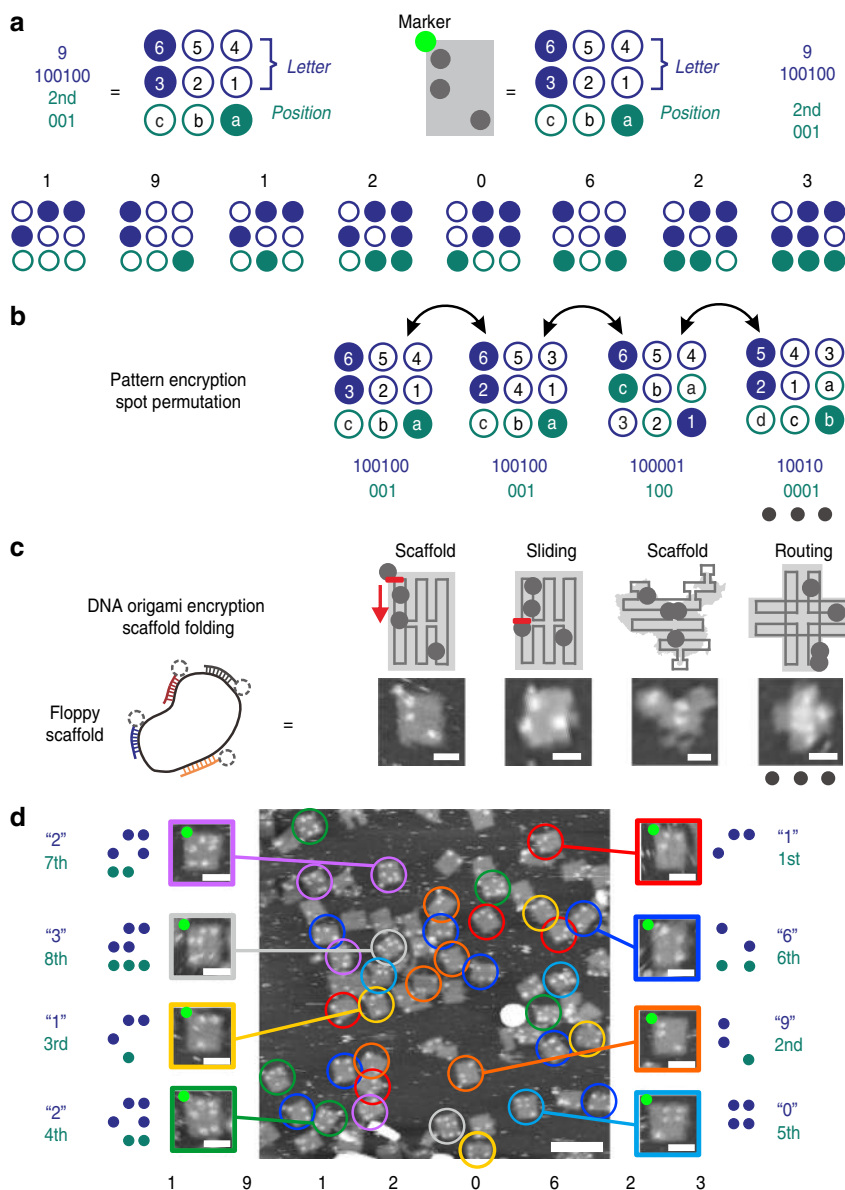 a
Marker
9
100100
2nd
001
=
6 5 4
3 2 1
c b a
Letter
Position
=
6 5 4
3 2 1
c b a
Letter
Position
9
100100
2nd
001
1 9 1 2 0 6 2 3
b
Pattern encryption
spot permutation
6 5 4
3 2 1
c b a
100100
001
6 5 3
2 4 1
c b a
100100
001
6 5 4
c b a
3 2 1
100001
100
5 4 3
2 1 a
d c b
10010
0001
c
DNA origami encryption
scaffold folding
Floppy
scaffold
=
Scaffold Sliding Scaffold Routing
d
“2”
7th
“3”
8th
“1”
3rd
“2”
4th
“1”
1st
“6”
6th
“9”
2nd
“0”
5th
1 9 1 2 0 6 2 3